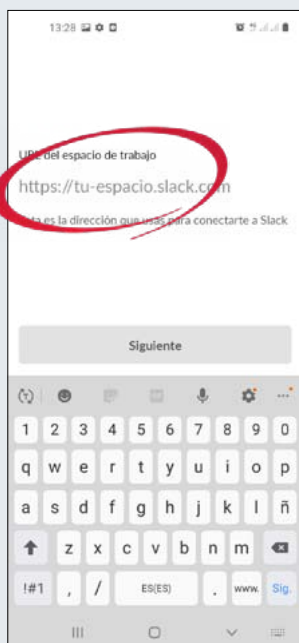 13:28
URL del espacio de trabajo
https://tu-espacio.slack.com
Esta es la dirección que usas para conectarte a Slack
Siguiente
1 2 3 4 5 6 7 8 9 0
q w e r t y u i o p
a s d f g h j k l ñ
z x c v b n m
!#1 , / ES(ES) . www. Sig.